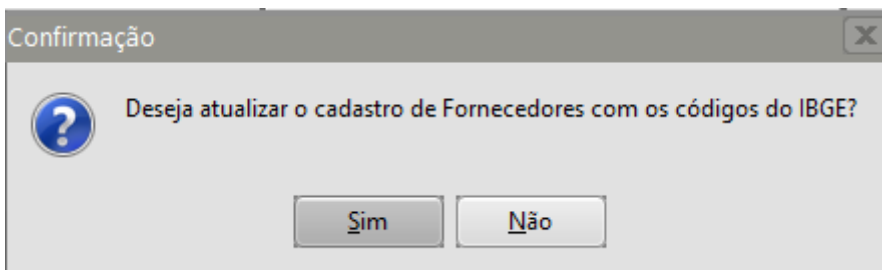 Confirmação
Deseja atualizar o cadastro de Fornecedores com os códigos do IBGE?
Sim
Não